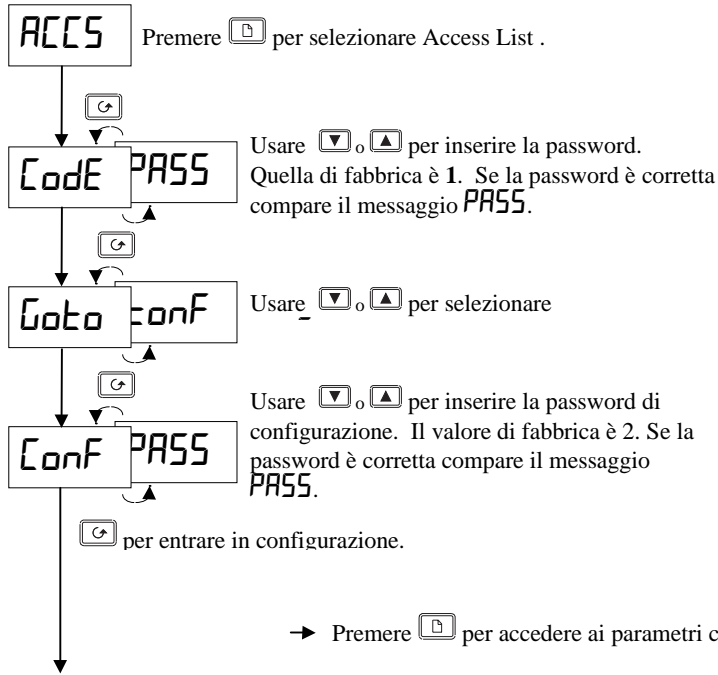 ACCS
Premere per selezionare Access List .
CodE
PASS
Usare o per inserire la password.
Quella di fabbrica è 1. Se la password è corretta
compare il messaggio PASS.
Goto
conF
Usare o per selezionare
ConF
PASS
Usare o per inserire la password di
configurazione. Il valore di fabbrica è 2. Se la
password è corretta compare il messaggio
PASS.
per entrare in configurazione.
Premere per accedere ai parametri c